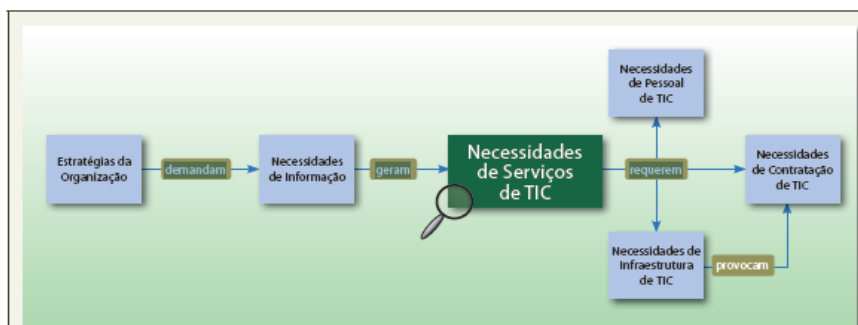 Estratégias da
Organização
demandam
Necessidades
de Informação
geram
Necessidades
de Serviços
de TIC
requerem
Necessidades
de Pessoal
de TIC
Necessidades
de Contratação
de TIC
Necessidades de
Infraestrutura
de TIC
provocam